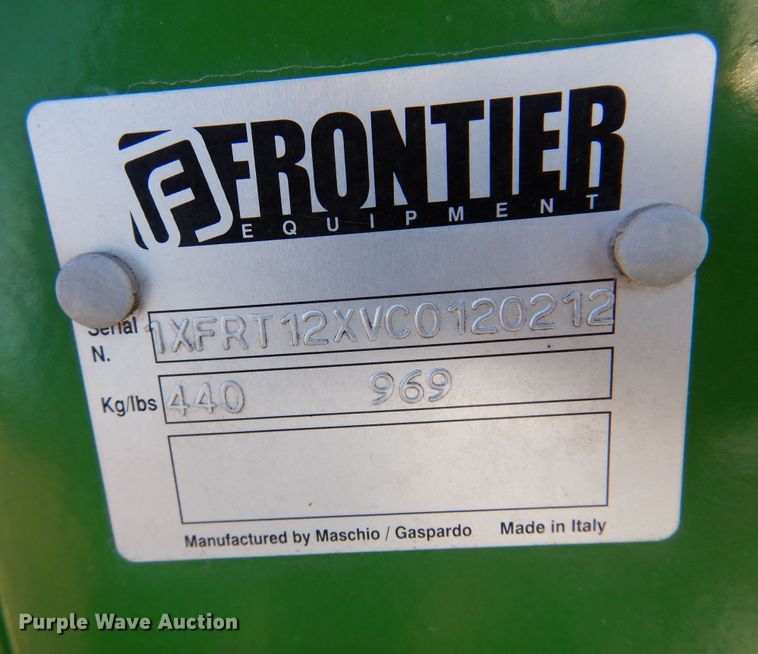 FRONTIER
EQUIPMENT
Serial N. 1XFRT12XVC0120212
Kg/lbs 440 969
Manufactured by Maschio / Gaspardo Made in Italy
Purple Wave Auction